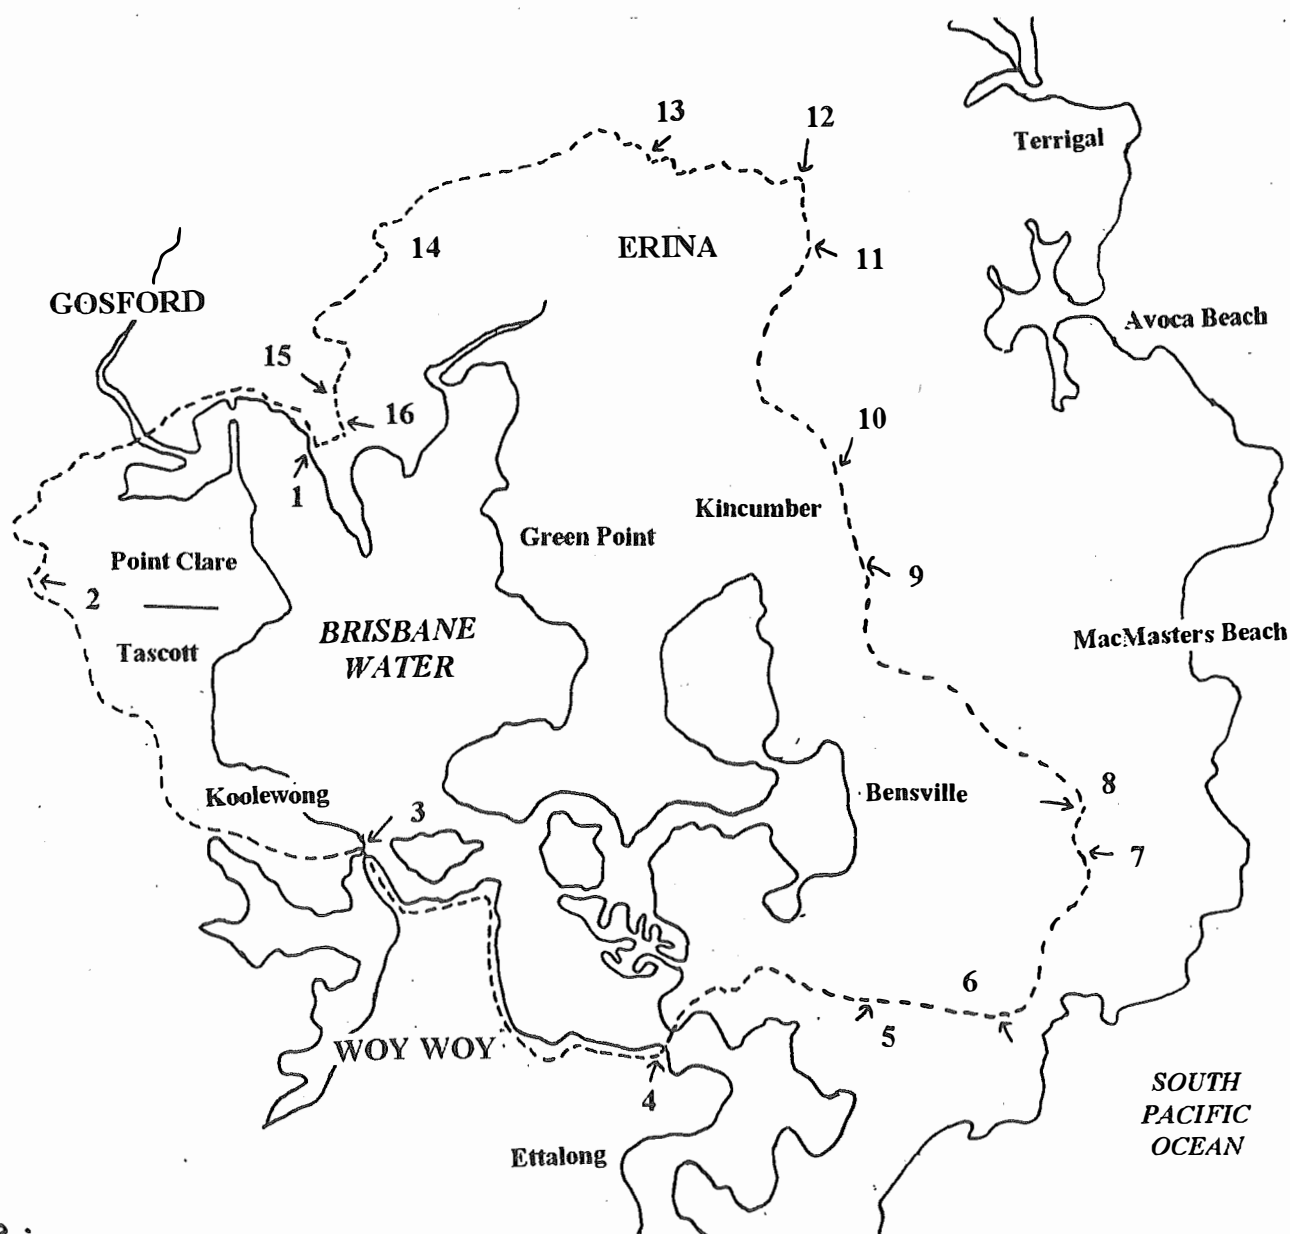 13
12
Terrigal
14
ERINA
11
GOSFORD
Avoca Beach
15
16
10
1
Kincumber
Green Point
Point Clare
9
2
BRISBANE
WATER
MacMasters Beach
Tascott
8
Koolewong
Bensville
3
7
6
5
WOY WOY
4
SOUTH
PACIFIC
OCEAN
Ettalong